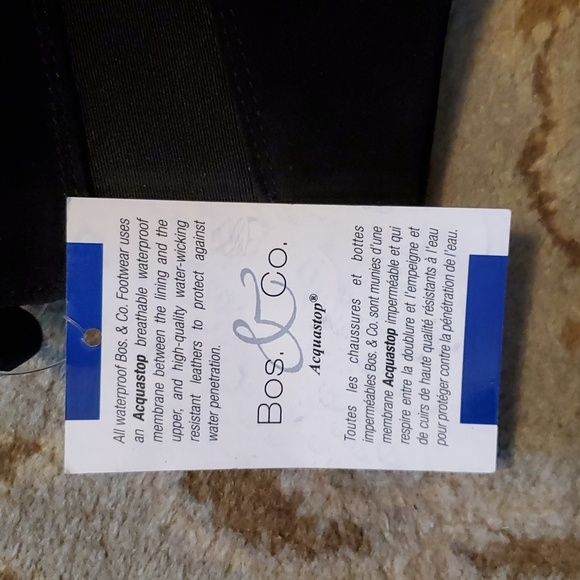 All waterproof Bos. & Co. Footwear uses
an Acquastop breathable waterproof
membrane between the lining and the
upper, and high-quality water-wicking
resistant leathers to protect against
water penetration.
Bos. & Co.
Acquastop®
Toutes les chaussures et bottes
imperméables Bos. & Co. sont munies d'une
membrane Acquastop imperméable et qui
respire entre la doublure et l'empeigne et
de cuirs de haute qualité résistants à l'eau
pour protéger contre la pénétration de l'eau.